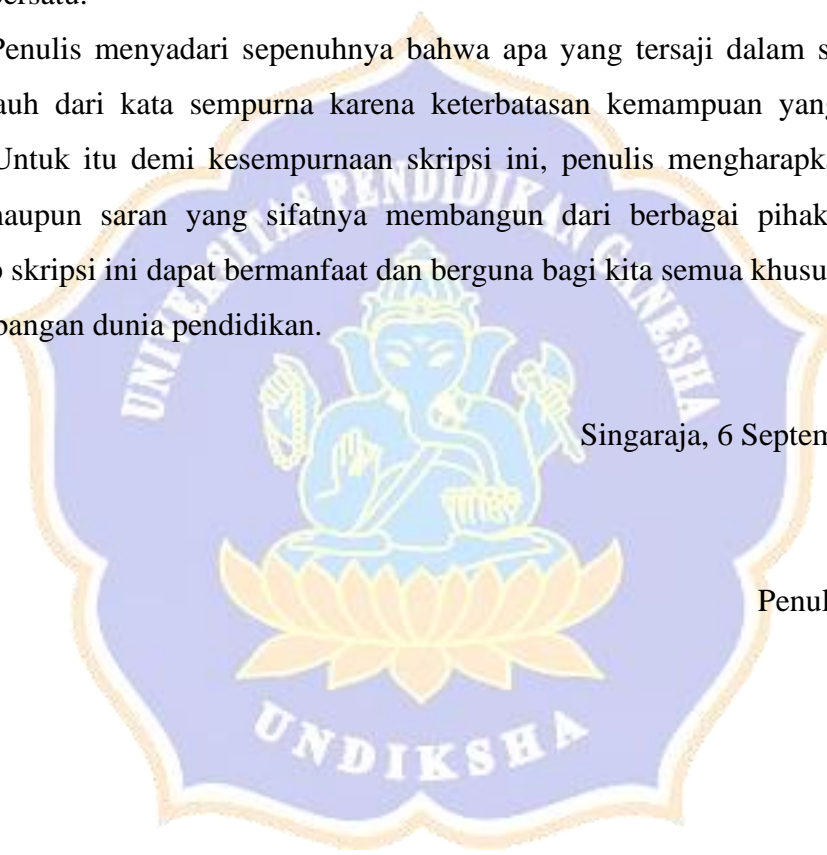 bersatu.
Penulis menyadari sepenuhnya bahwa apa yang tersaji dalam s
auh dari kata sempurna karena keterbatasan kemampuan yang
Untuk itu demi kesempurnaan skripsi ini, penulis mengharapk
naupun saran yang sifatnya membangun dari berbagai pihak
skripsi ini dapat bermanfaat dan berguna bagi kita semua khusu
bangan dunia pendidikan.
UNIVERSITAS PENDIDIKAN GANESHA
Singaraja, 6 Septem
Penul
UNDIKSHA